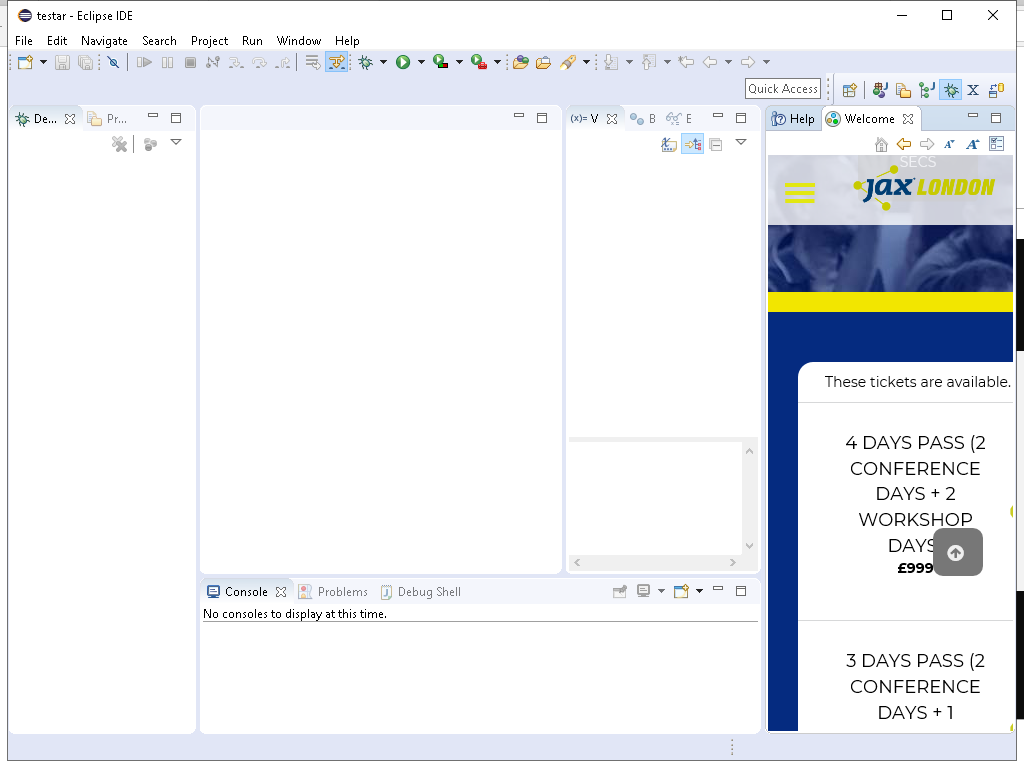 testar - Eclipse IDE
File Edit Navigate Search Project Run Window Help
Quick Access
De... Pr...
(x)= V B E
Help Welcome
SECS
JAX LONDON
These tickets are available.
4 DAYS PASS (2
CONFERENCE
DAYS + 2
WORKSHOP
DAYS
£999
3 DAYS PASS (2
CONFERENCE
DAYS + 1
Console Problems Debug Shell
No consoles to display at this time.